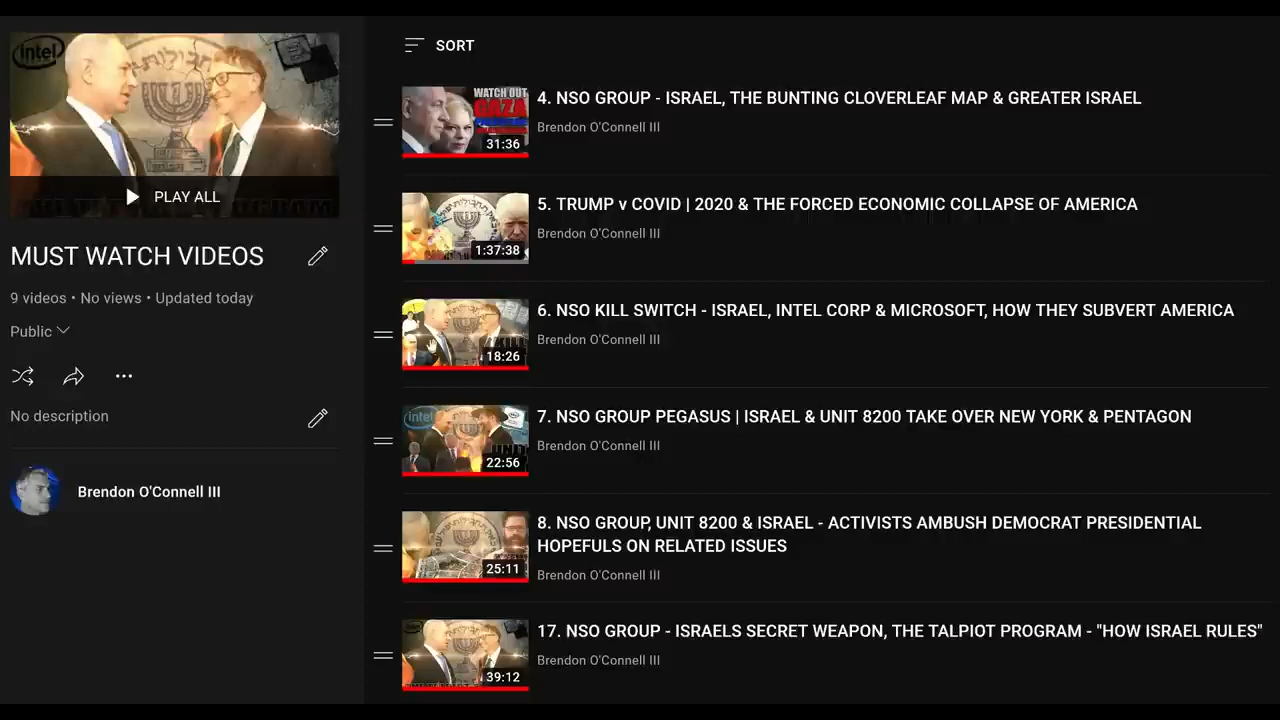 intel
PLAY ALL
MUST WATCH VIDEOS
9 videos • No views • Updated today
Public
No description
Brendon O'Connell III
SORT
WATCH OUT
GAZA
31:36
4. NSO GROUP - ISRAEL, THE BUNTING CLOVERLEAF MAP & GREATER ISRAEL
Brendon O'Connell III
1:37:38
5. TRUMP v COVID | 2020 & THE FORCED ECONOMIC COLLAPSE OF AMERICA
Brendon O'Connell III
18:26
6. NSO KILL SWITCH - ISRAEL, INTEL CORP & MICROSOFT, HOW THEY SUBVERT AMERICA
Brendon O'Connell III
intel
22:56
7. NSO GROUP PEGASUS | ISRAEL & UNIT 8200 TAKE OVER NEW YORK & PENTAGON
Brendon O'Connell III
25:11
8. NSO GROUP, UNIT 8200 & ISRAEL - ACTIVISTS AMBUSH DEMOCRAT PRESIDENTIAL
HOPEFULS ON RELATED ISSUES
Brendon O'Connell III
39:12
17. NSO GROUP - ISRAELS SECRET WEAPON, THE TALPIOT PROGRAM - "HOW ISRAEL RULES"
Brendon O'Connell III